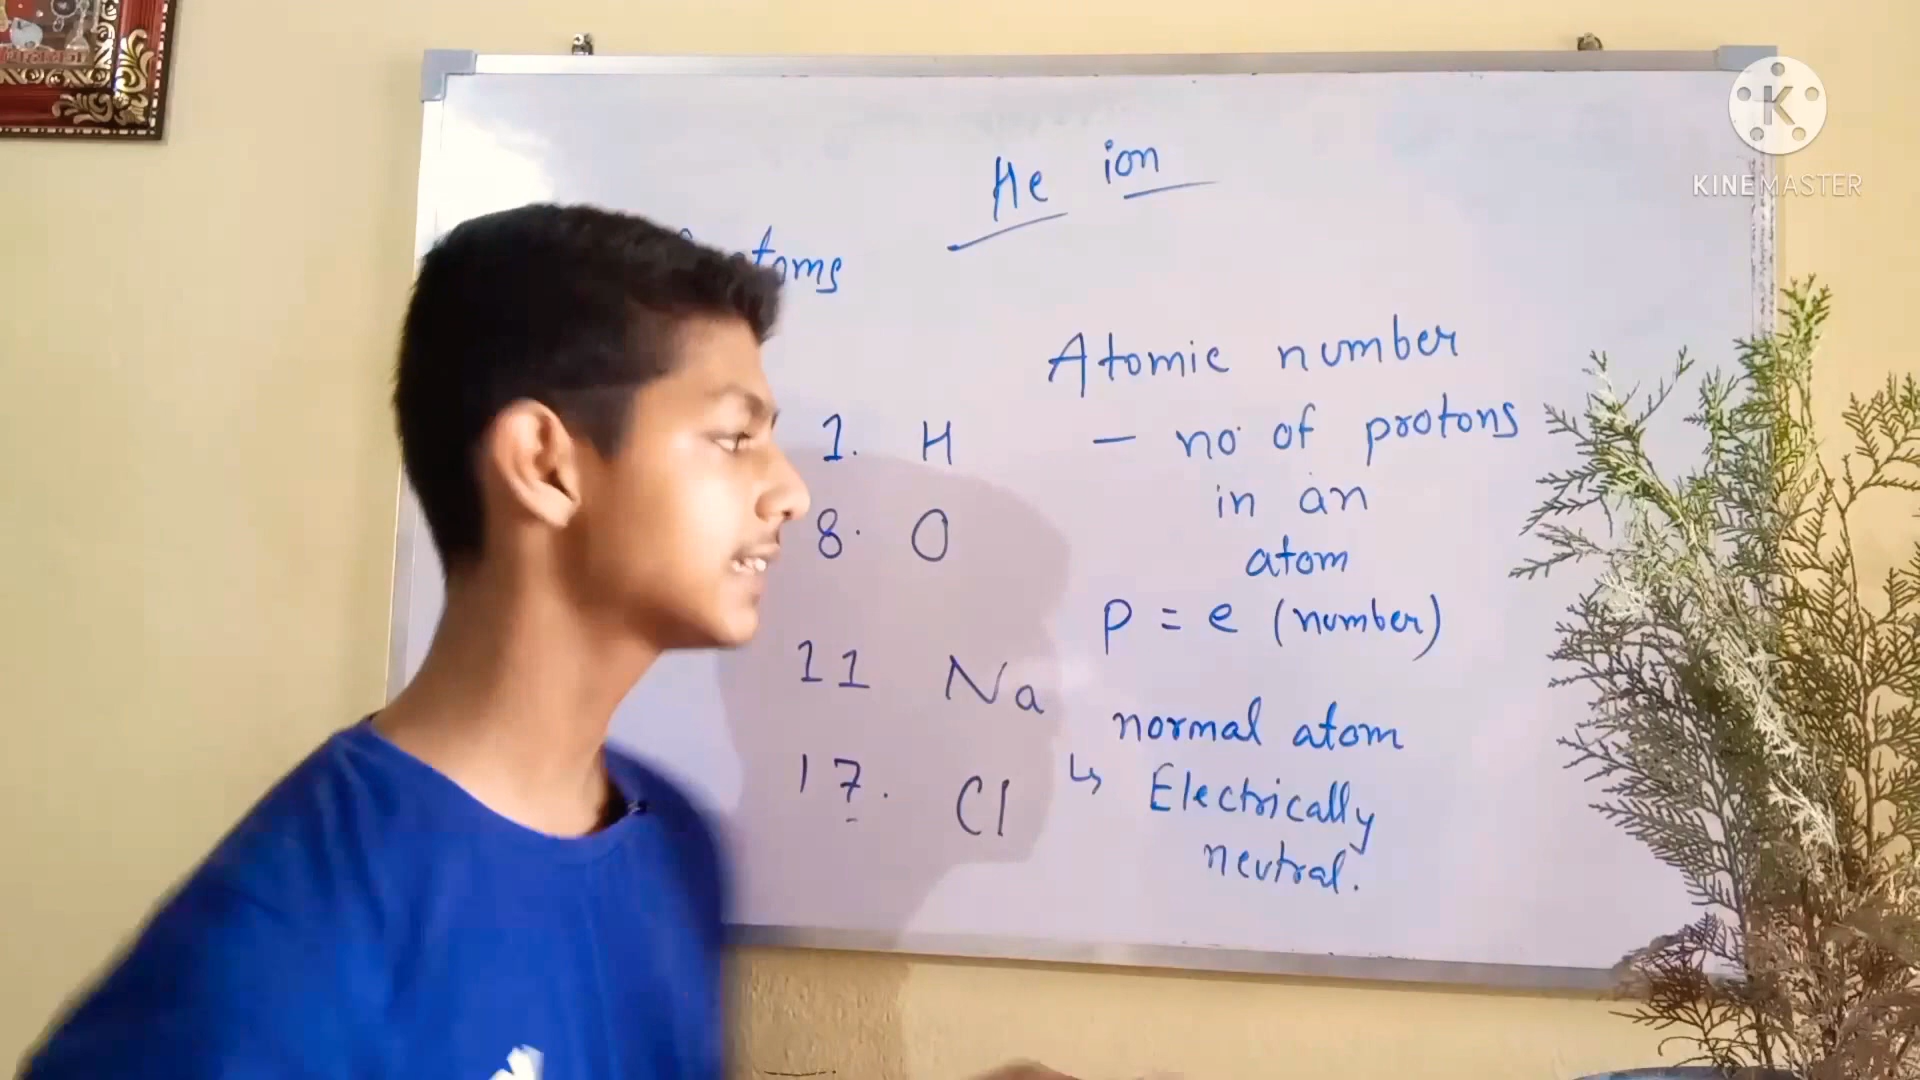 He ion
Atomic number
1. H
— no of protons
in an
8. O
atom
p = e (number)
11 Na
normal atom
17. Cl
↳ Electrically
neutral.
KINEMASTER